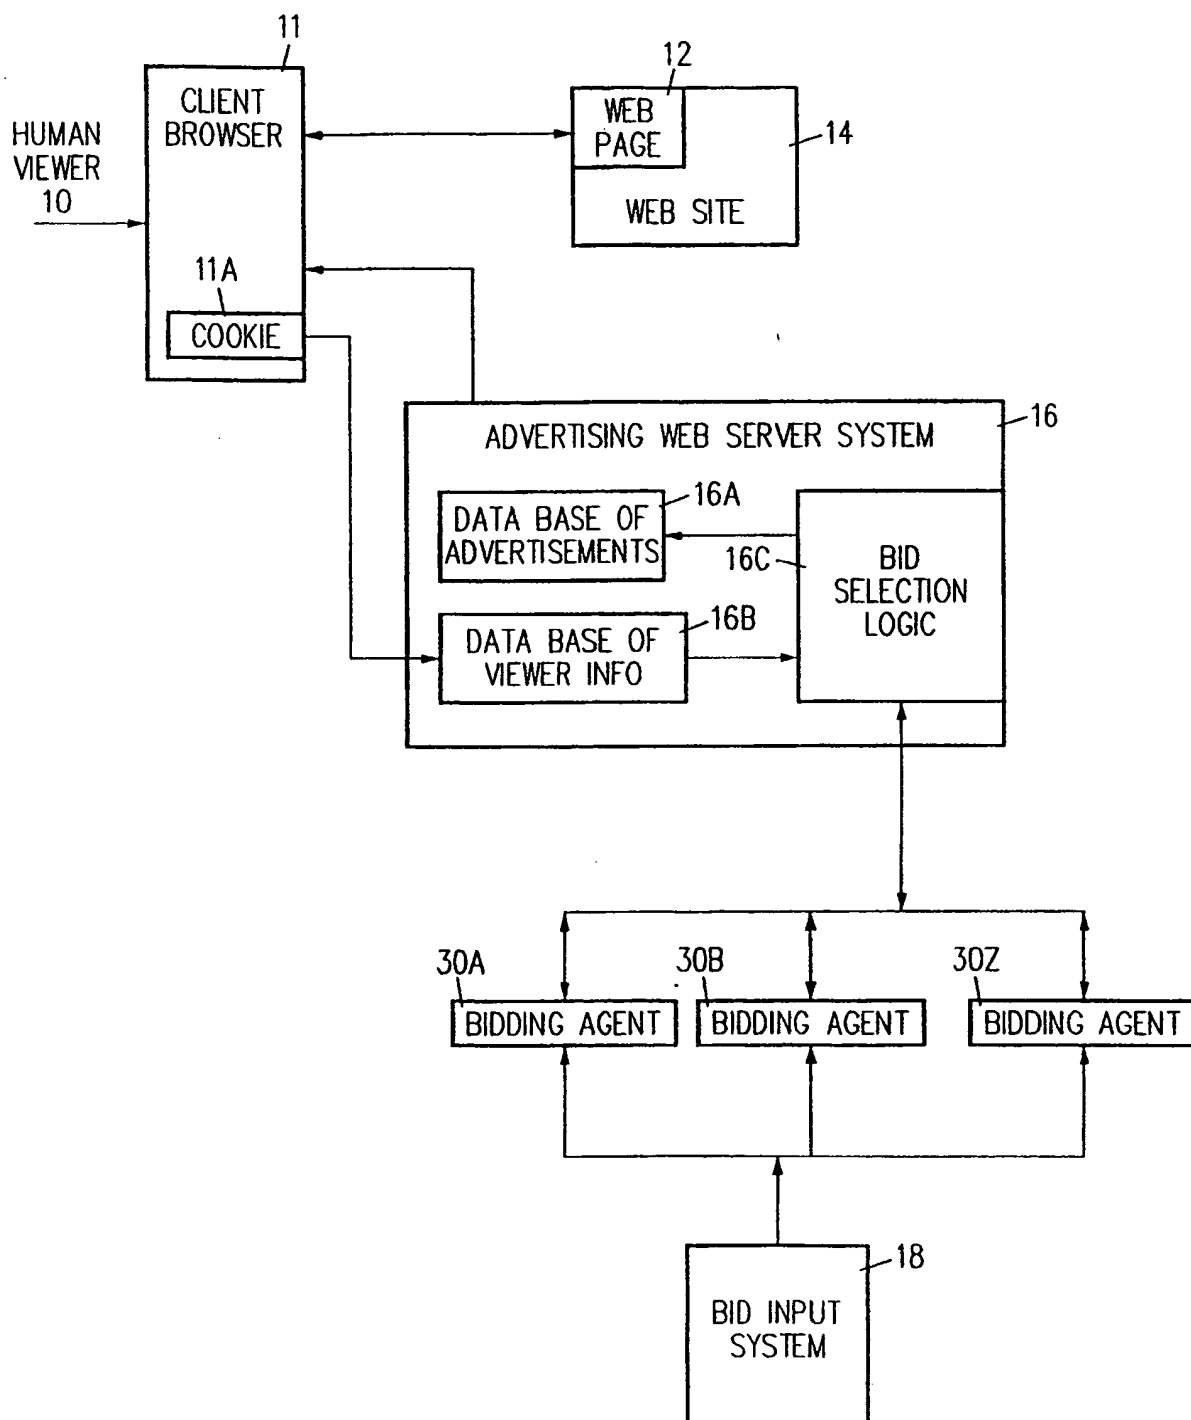 11
CLIENT
BROWSER
HUMAN
VIEWER
10
12
WEB
PAGE
14
WEB SITE
11A
COOKIE
16
ADVERTISING WEB SERVER SYSTEM
16A
DATA BASE OF
ADVERTISEMENTS
16C
BID
SELECTION
LOGIC
16B
DATA BASE OF
VIEWER INFO
30A
BIDDING AGENT
30B
BIDDING AGENT
30Z
BIDDING AGENT
18
BID INPUT
SYSTEM